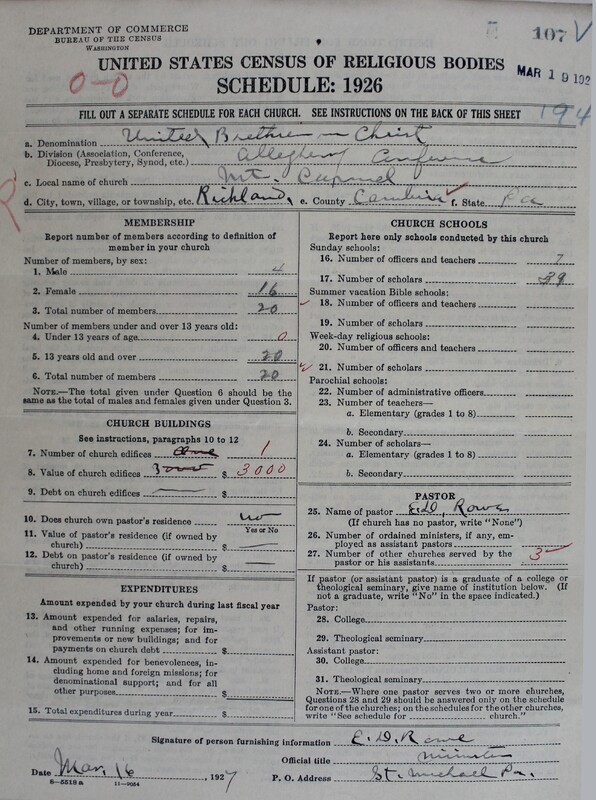 DEPARTMENT OF COMMERCE
BUREAU OF THE CENSUS
WASHINGTON
107
UNITED STATES CENSUS OF RELIGIOUS BODIES
MAR 19 192
SCHEDULE: 1926
0-0
FILL OUT A SEPARATE SCHEDULE FOR EACH CHURCH. SEE INSTRUCTIONS ON THE BACK OF THIS SHEET
194
a. Denomination United Brethren in Christ
b. Division (Association, Conference, Diocese, Presbytery, Synod, etc.) Allegheny Conference
c. Local name of church Mt. Carmel
d. City, town, village, or township, etc. Richland, e. County Cambria f. State Pa
MEMBERSHIP
Report number of members according to definition of member in your church
Number of members, by sex:
1. Male 4
2. Female 16
3. Total number of members 20
Number of members under and over 13 years old:
4. Under 13 years of age 0
5. 13 years old and over 20
6. Total number of members 20
NOTE.—The total given under Question 6 should be the same as the total of males and females given under Question 3.
CHURCH BUILDINGS
See instructions, paragraphs 10 to 12
7. Number of church edifices one 1
8. Value of church edifices 3000 $ 3000
9. Debt on church edifices — $
10. Does church own pastor's residence no
Yes or No
11. Value of pastor's residence (if owned by church) $ —
12. Debt on pastor's residence (if owned by church) $ —
EXPENDITURES
Amount expended by your church during last fiscal year
13. Amount expended for salaries, repairs, and other running expenses; for improvements or new buildings; and for payments on church debt $
14. Amount expended for benevolences, including home and foreign missions; for denominational support; and for all other purposes $
15. Total expenditures during year $
CHURCH SCHOOLS
Report here only schools conducted by this church
Sunday schools:
16. Number of officers and teachers 7
17. Number of scholars 39
Summer vacation Bible schools:
18. Number of officers and teachers
19. Number of scholars
Week-day religious schools:
20. Number of officers and teachers
21. Number of scholars
Parochial schools:
22. Number of administrative officers
23. Number of teachers—
a. Elementary (grades 1 to 8)
b. Secondary
24. Number of scholars—
a. Elementary (grades 1 to 8)
b. Secondary
PASTOR
25. Name of pastor E.D. Rowe
(If church has no pastor, write "None")
26. Number of ordained ministers, if any, employed as assistant pastors
27. Number of other churches served by the pastor or his assistants 3
If pastor (or assistant pastor) is a graduate of a college or theological seminary, give name of institution below. (If not a graduate, write "No" in the space indicated.)
Pastor:
28. College
29. Theological seminary
Assistant pastor:
30. College
31. Theological seminary
NOTE.—Where one pastor serves two or more churches, Questions 28 and 29 should be answered only on the schedule for one of the churches; on the schedules for the other churches, write "See schedule for church."
Signature of person furnishing information E. D. Rowe
Official title minister
Date Mar. 16, 1927 P. O. Address St. Michael Pa.
8-5518a 11-9054